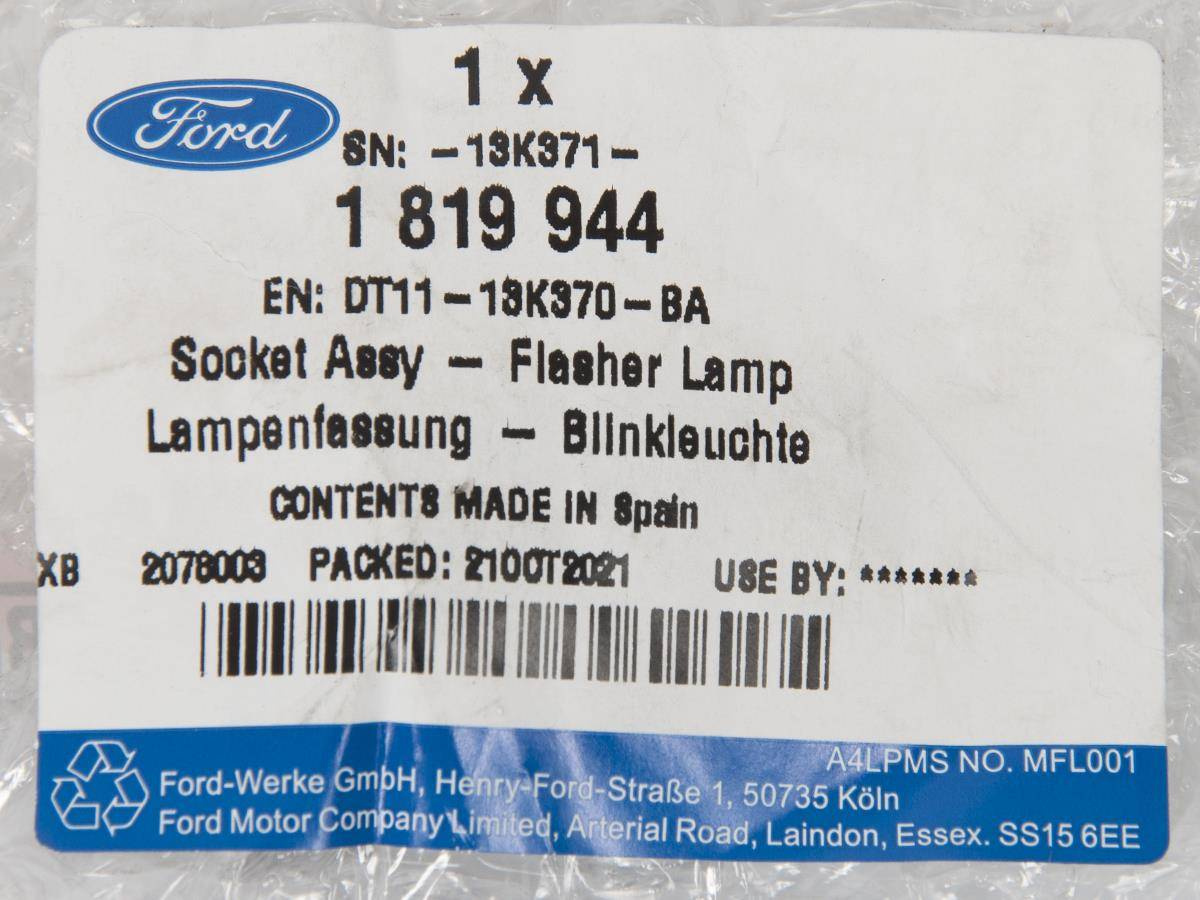 1 x
Ford
SN: -13K371-
1 819 944
EN: DT11-13K370-BA
Socket Assy - Flasher Lamp
Lampenfassung - Blinkleuchte
CONTENTS MADE IN Spain
XB 2078003 PACKED: 21OCT2021 USE BY: *******
A4LPMS NO. MFL001
Ford-Werke GmbH, Henry-Ford-Straße 1, 50735 Köln
Ford Motor Company Limited, Arterial Road, Laindon, Essex. SS15 6EE